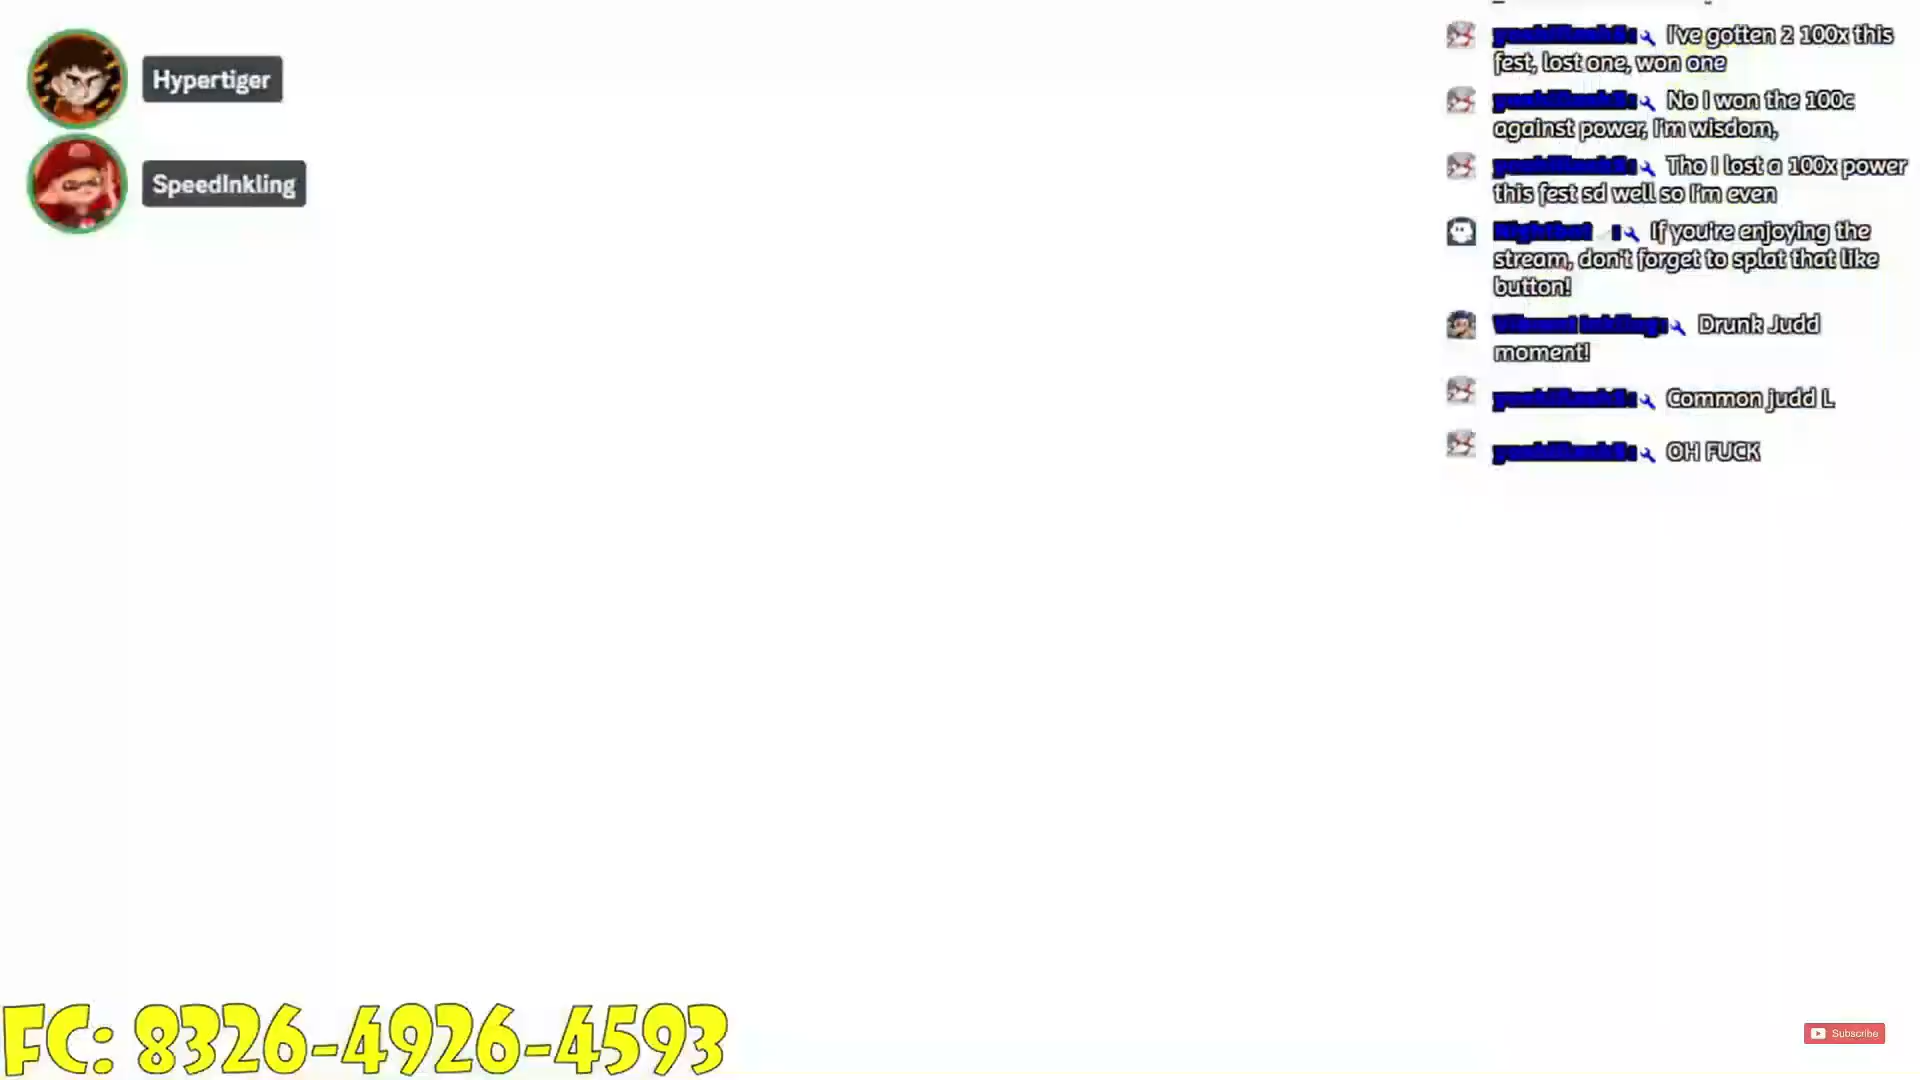 Hypertiger
SpeedInkling
I've gotten 2 100x this
fest, lost one, won one
No I won the 100c
against power, I'm wisdom,
Tho I lost a 100x power
this fest sd well so I'm even
Nightbot : If you're enjoying the
stream, don't forget to splat that like
button!
Drunk Judd
moment!
Common judd L
OH FUCK
FC: 8326-4926-4593
Subscribe